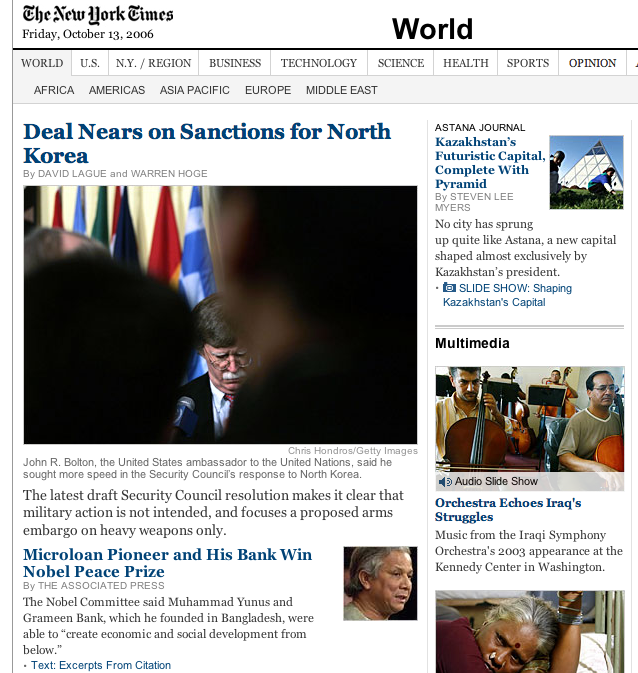 The New York Times
Friday, October 13, 2006
World
WORLD U.S. N.Y. / REGION BUSINESS TECHNOLOGY SCIENCE HEALTH SPORTS OPINION
AFRICA AMERICAS ASIA PACIFIC EUROPE MIDDLE EAST
Deal Nears on Sanctions for North
Korea
By DAVID LAGUE and WARREN HOGE
Chris Hondros/Getty Images
John R. Bolton, the United States ambassador to the United Nations, said he
sought more speed in the Security Council's response to North Korea.
The latest draft Security Council resolution makes it clear that
military action is not intended, and focuses a proposed arms
embargo on heavy weapons only.
Microloan Pioneer and His Bank Win
Nobel Peace Prize
By THE ASSOCIATED PRESS
The Nobel Committee said Muhammad Yunus and
Grameen Bank, which he founded in Bangladesh, were
able to “create economic and social development from
below.”
• Text: Excerpts From Citation
ASTANA JOURNAL
Kazakhstan’s
Futuristic Capital,
Complete With
Pyramid
By STEVEN LEE
MYERS
No city has sprung
up quite like Astana, a new capital
shaped almost exclusively by
Kazakhstan’s president.
• SLIDE SHOW: Shaping
Kazakhstan's Capital
Multimedia
Audio Slide Show
Orchestra Echoes Iraq's
Struggles
Music from the Iraqi Symphony
Orchestra's 2003 appearance at the
Kennedy Center in Washington.